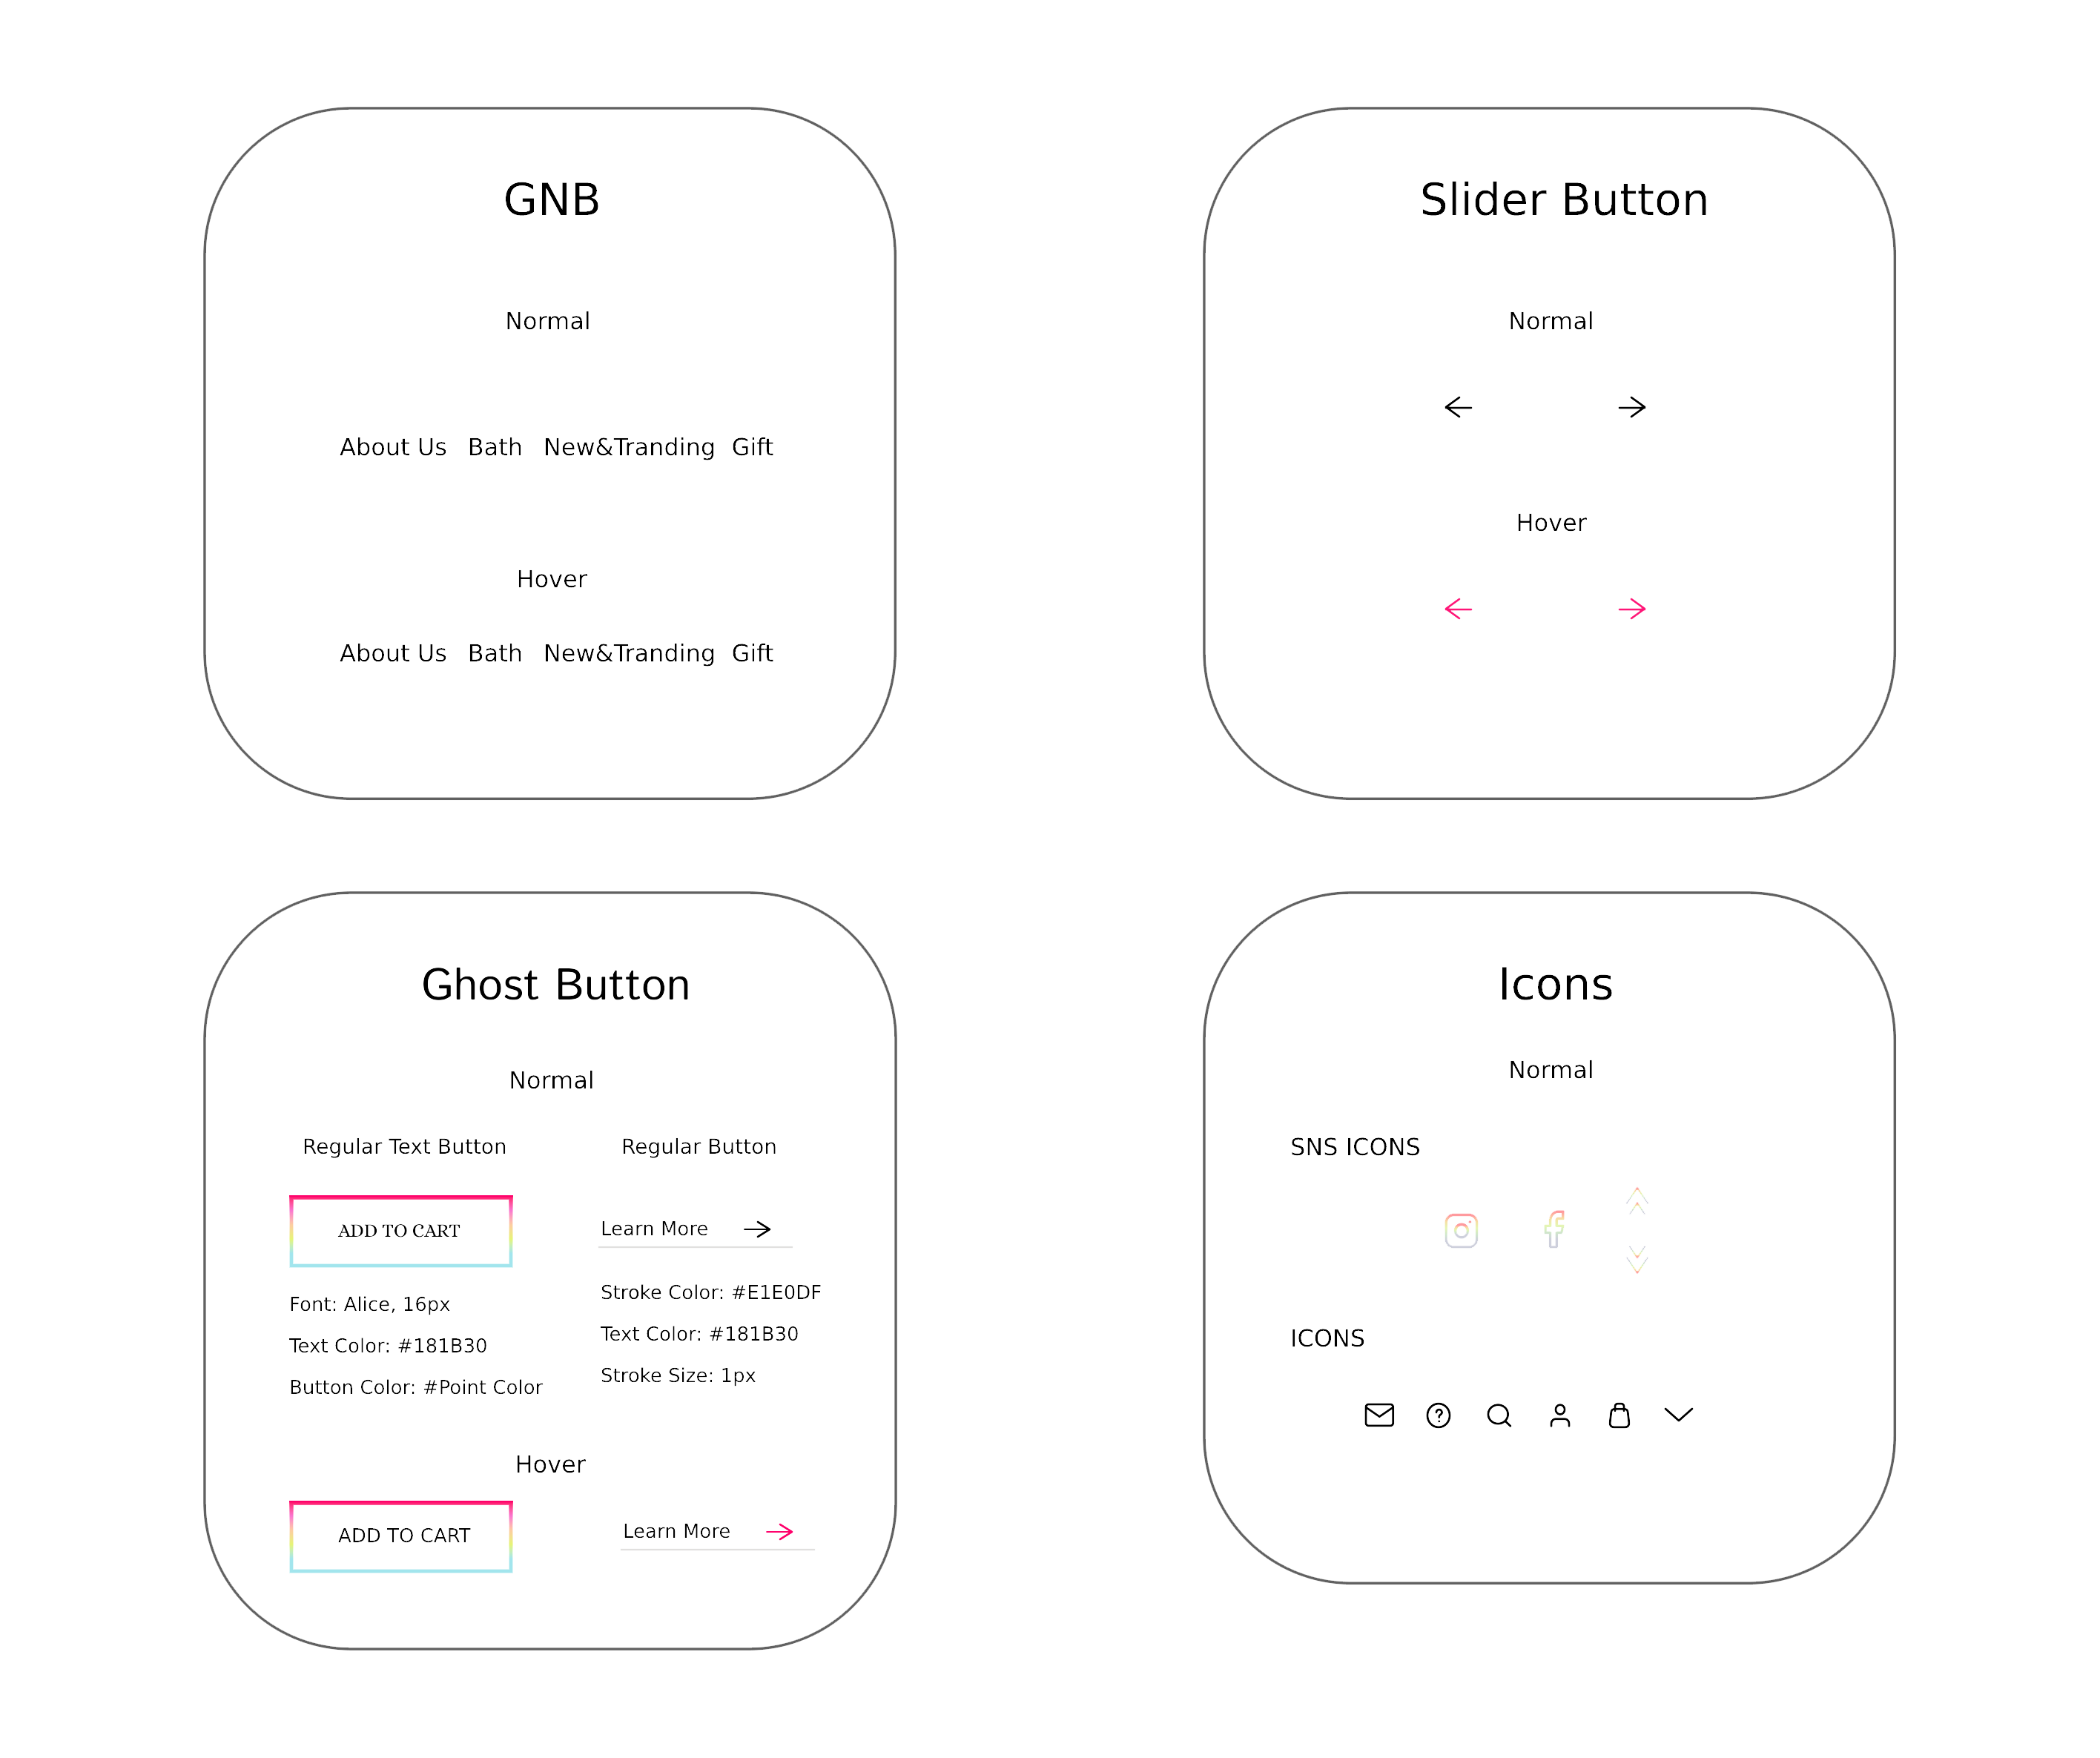 GNB
Normal
About Us Bath New&Tranding Gift
Hover
About Us Bath New&Tranding Gift
Slider Button
Normal
Hover
Ghost Button
Normal
Regular Text Button
Regular Button
ADD TO CART
Learn More
Font: Alice, 16px
Text Color: #181B30
Button Color: #Point Color
Stroke Color: #E1E0DF
Text Color: #181B30
Stroke Size: 1px
Hover
ADD TO CART
Learn More
Icons
Normal
SNS ICONS
ICONS